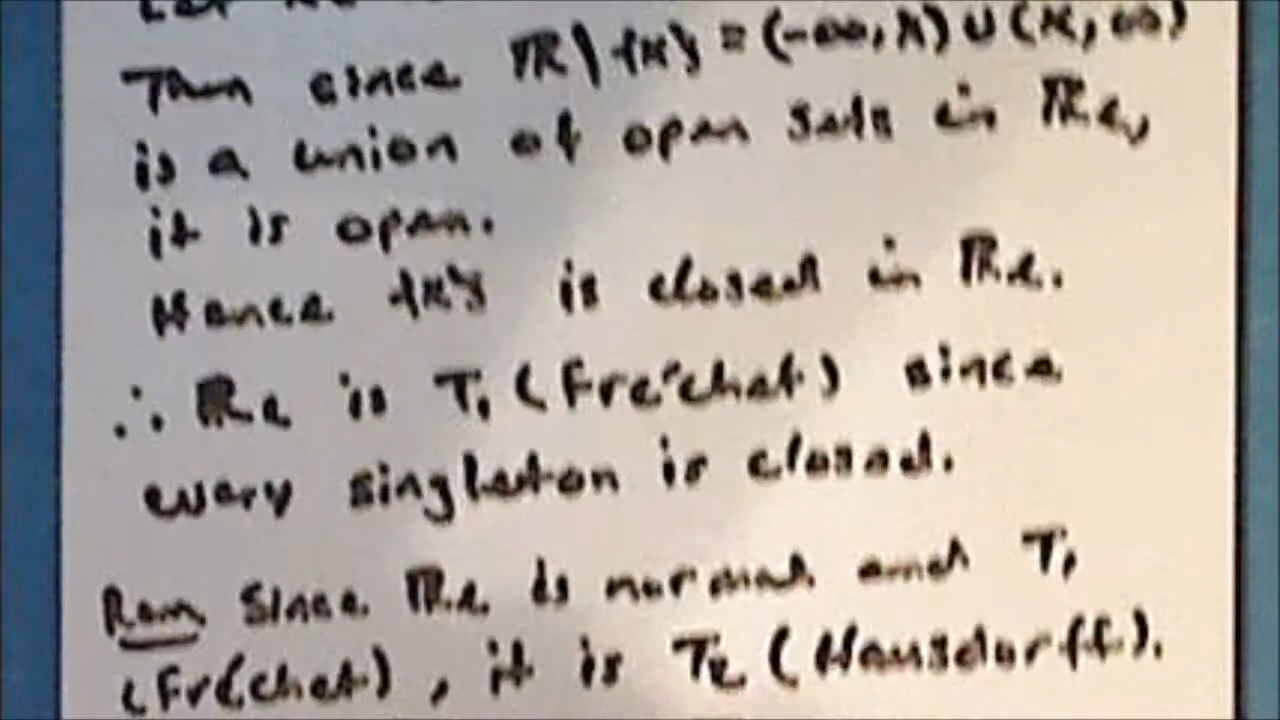 Let
Then since ℝ\{x} = (-∞, x) ∪ (x, ∞)
is a union of open sets in ℝℓ,
it is open.
Hence {x} is closed in ℝℓ.
∴ ℝℓ is T₁ (Fréchet) since
every singleton is closed.
Rem Since ℝℓ is normal and T₁
(Fréchet), it is T₂ (Hausdorff).